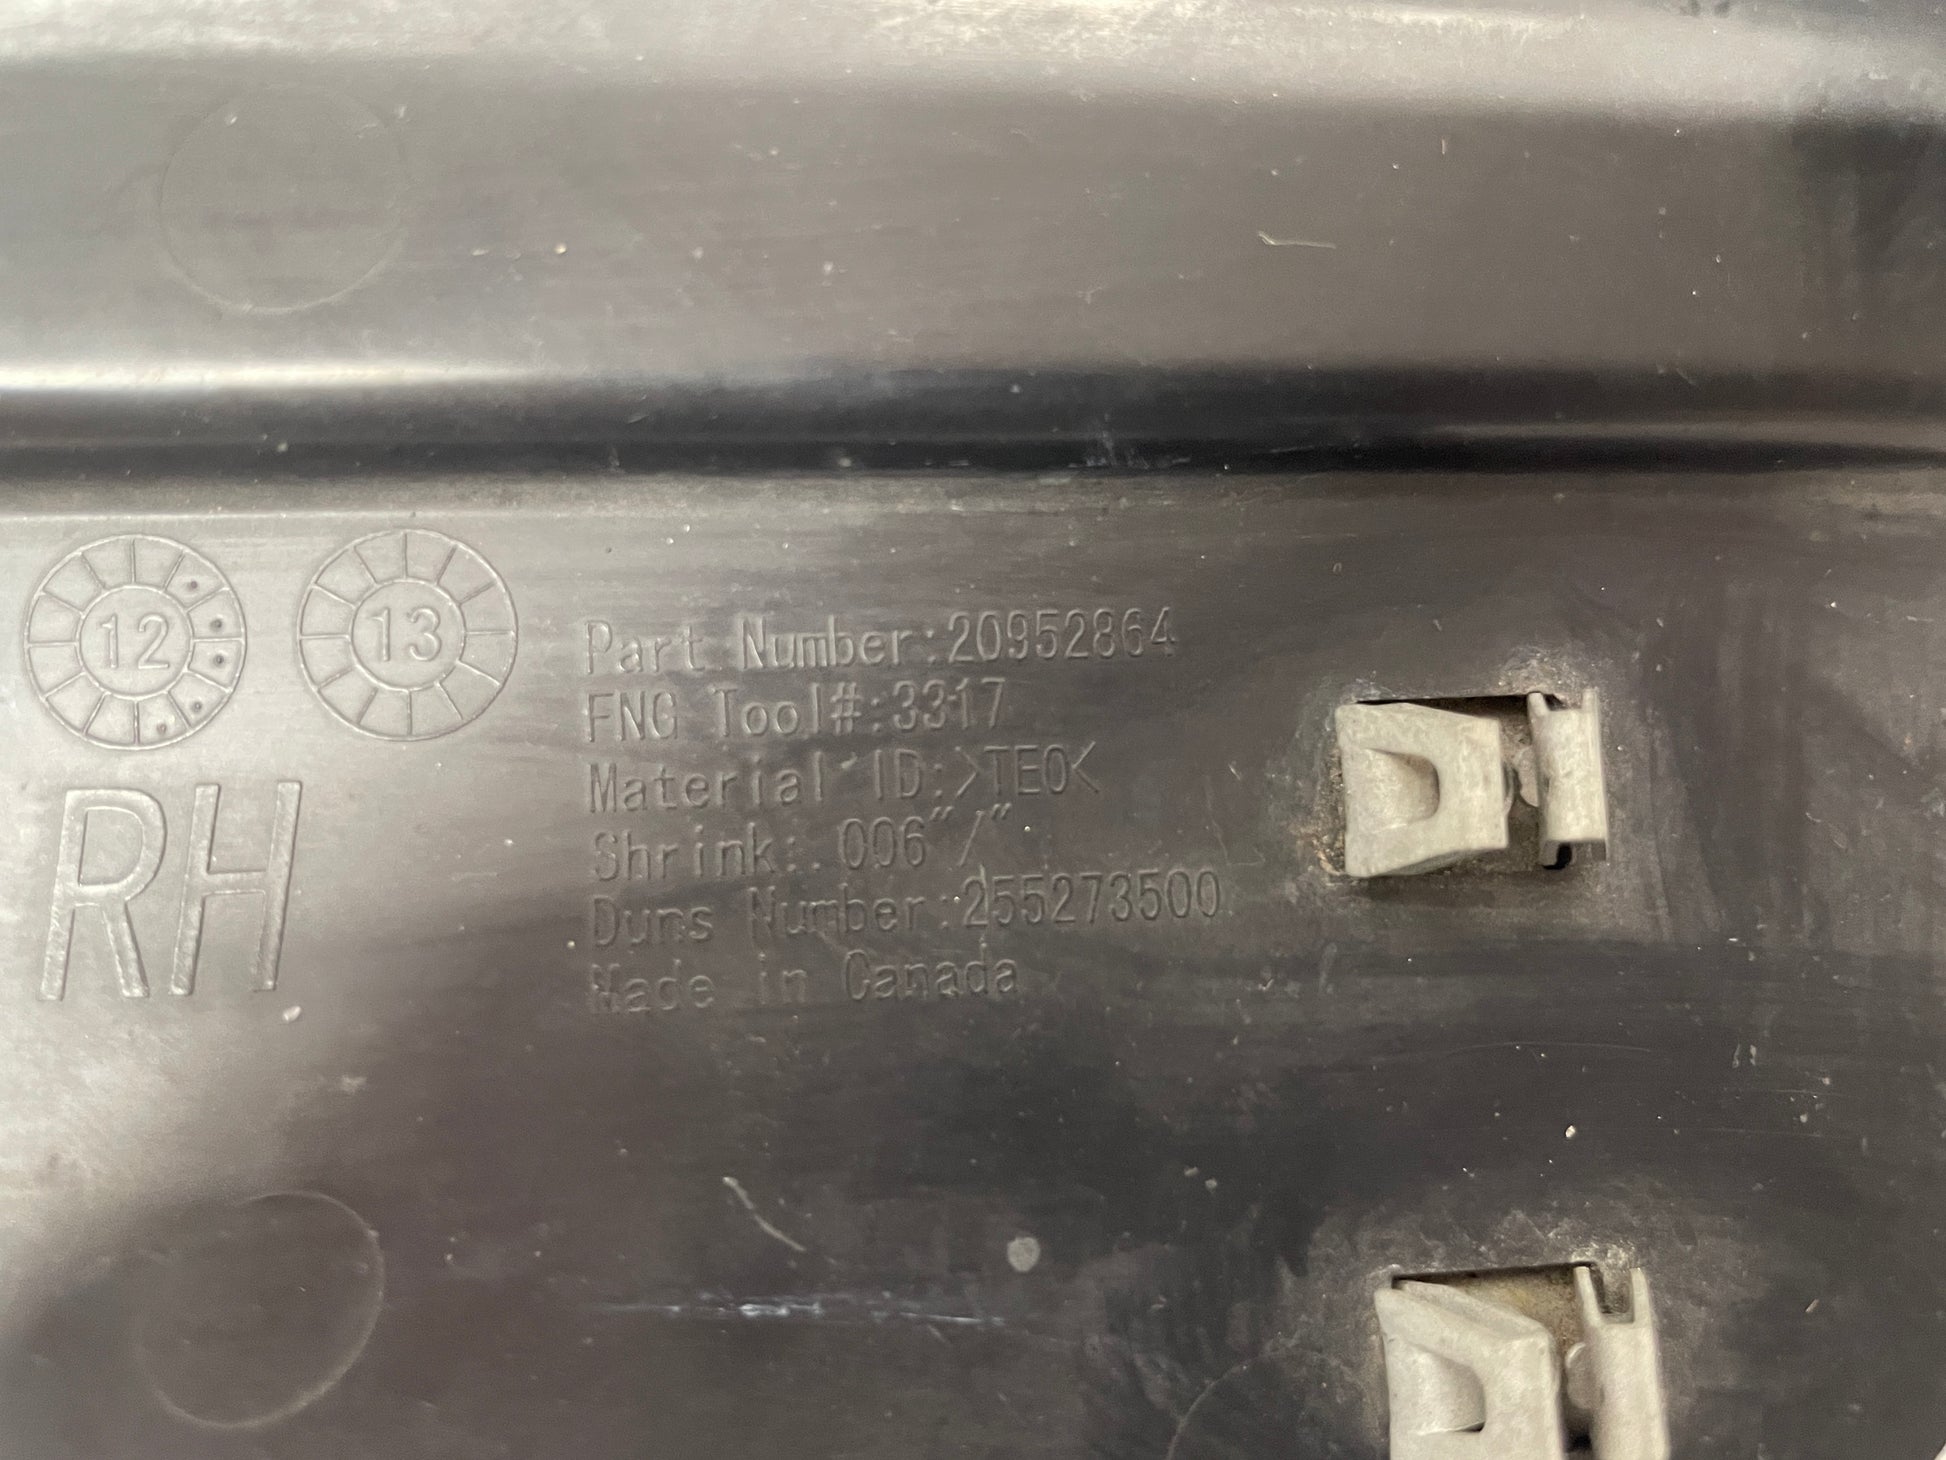 12
13
Part Number:20952864
FNG Tool#:3317
Material ID:>TEO<
Shrink:.006"/"
Duns Number:255273500
Made in Canada
RH